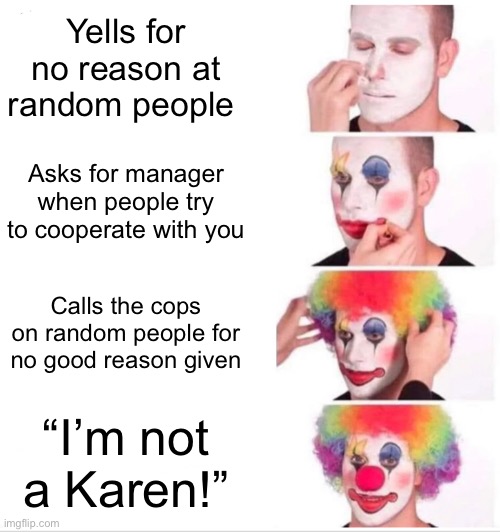 Yells for
no reason at
random people
Asks for manager
when people try
to cooperate with you
Calls the cops
on random people for
no good reason given
“I’m not
a Karen!”
imgflip.com